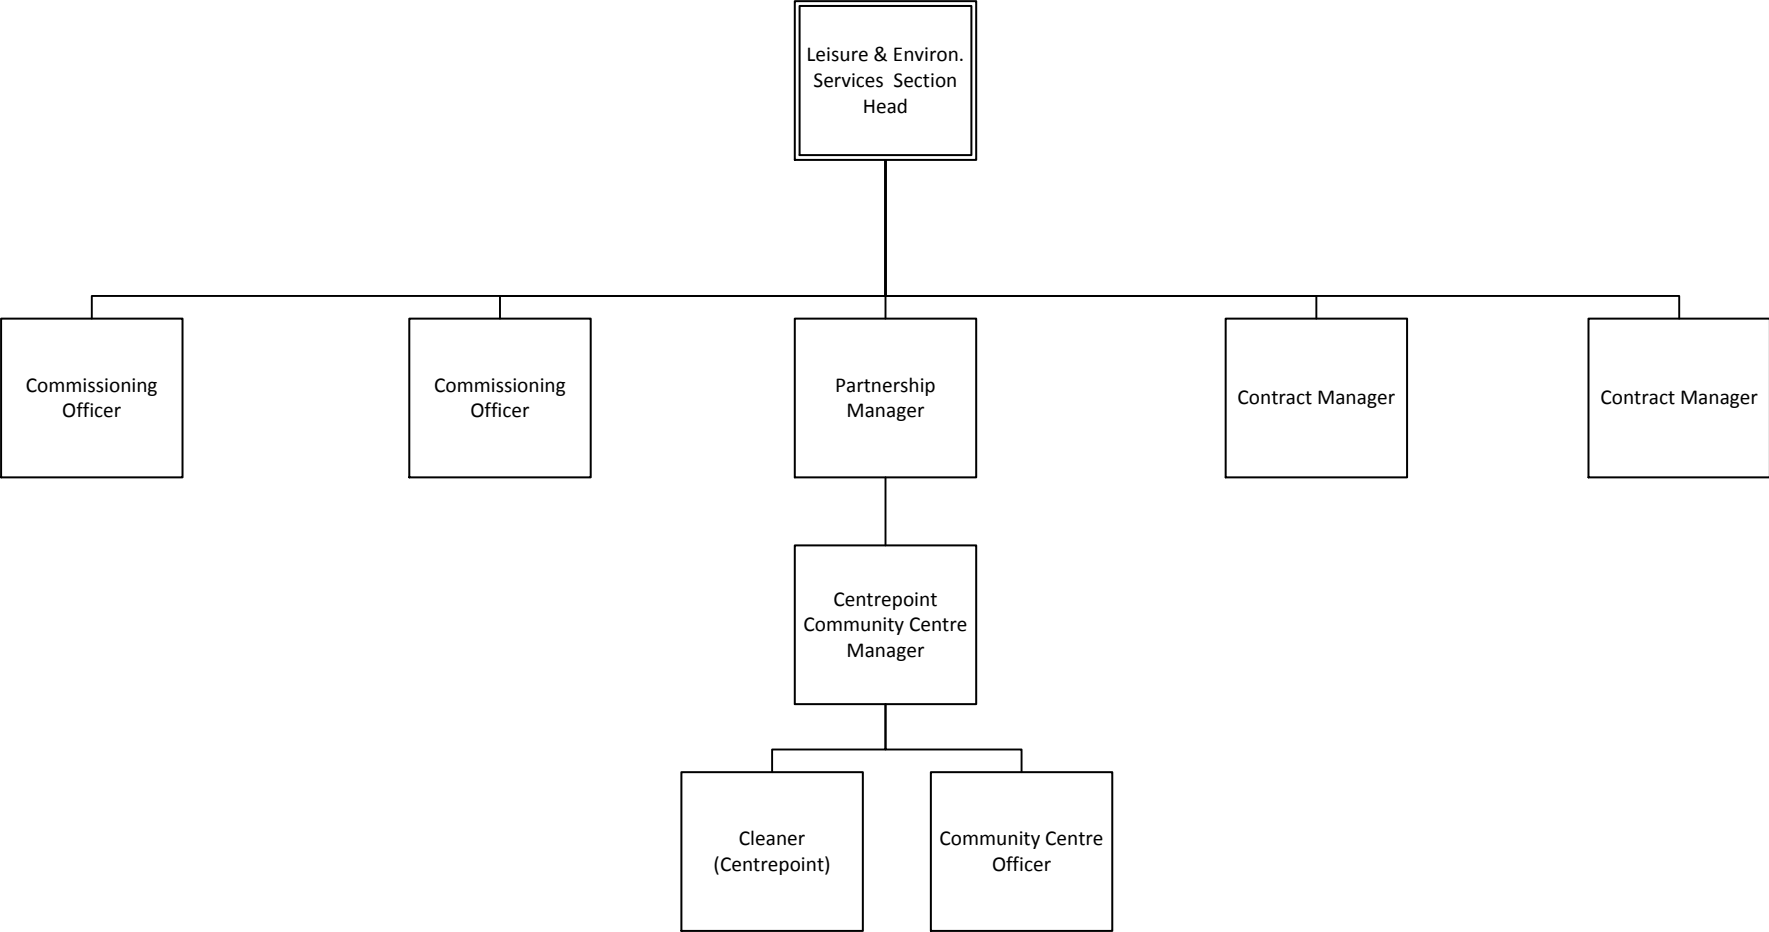 Leisure & Environ.
Services  Section
Head
Commissioning
Officer
Commissioning
Officer
Partnership
Manager
Contract Manager
Contract Manager
Centrepoint
Community Centre
Manager
Cleaner
(Centrepoint)
Community Centre
Officer